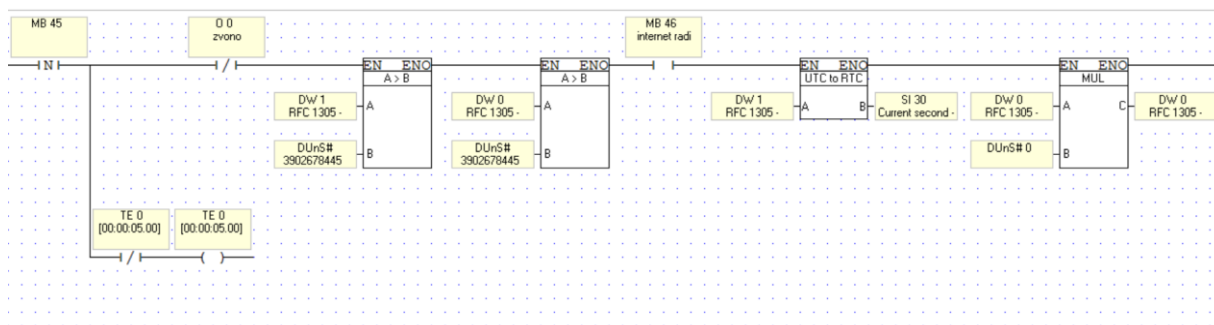 MB 45
O 0
zvono
MB 46
internet radi
N
EN ENO
A > B
EN ENO
A > B
EN ENO
UTC to RTC
EN ENO
MUL
DW 1
RFC 1305 -
A
DW 0
RFC 1305 -
A
DW 1
RFC 1305 -
A
B
SI 30
Current second -
DW 0
RFC 1305 -
A
C
DW 0
RFC 1305 -
DUnS#
3902678445
B
DUnS#
3902678445
B
DUnS# 0
B
TE 0
[00:00:05.00]
TE 0
[00:00:05.00]